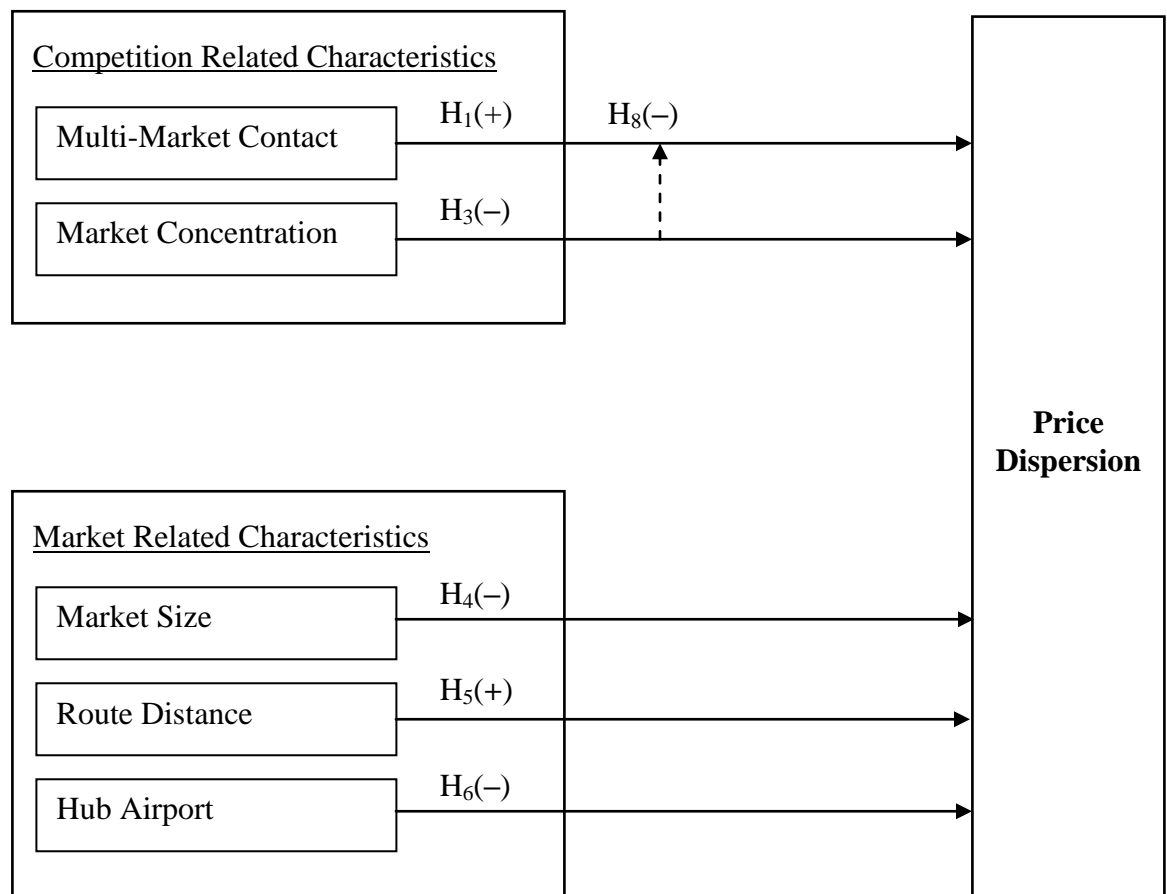 Competition Related Characteristics
Multi-Market Contact
H₁(+)
H₈(–)
Market Concentration
H₃(–)
Price
Dispersion
Market Related Characteristics
Market Size
H₄(–)
Route Distance
H₅(+)
Hub Airport
H₆(–)